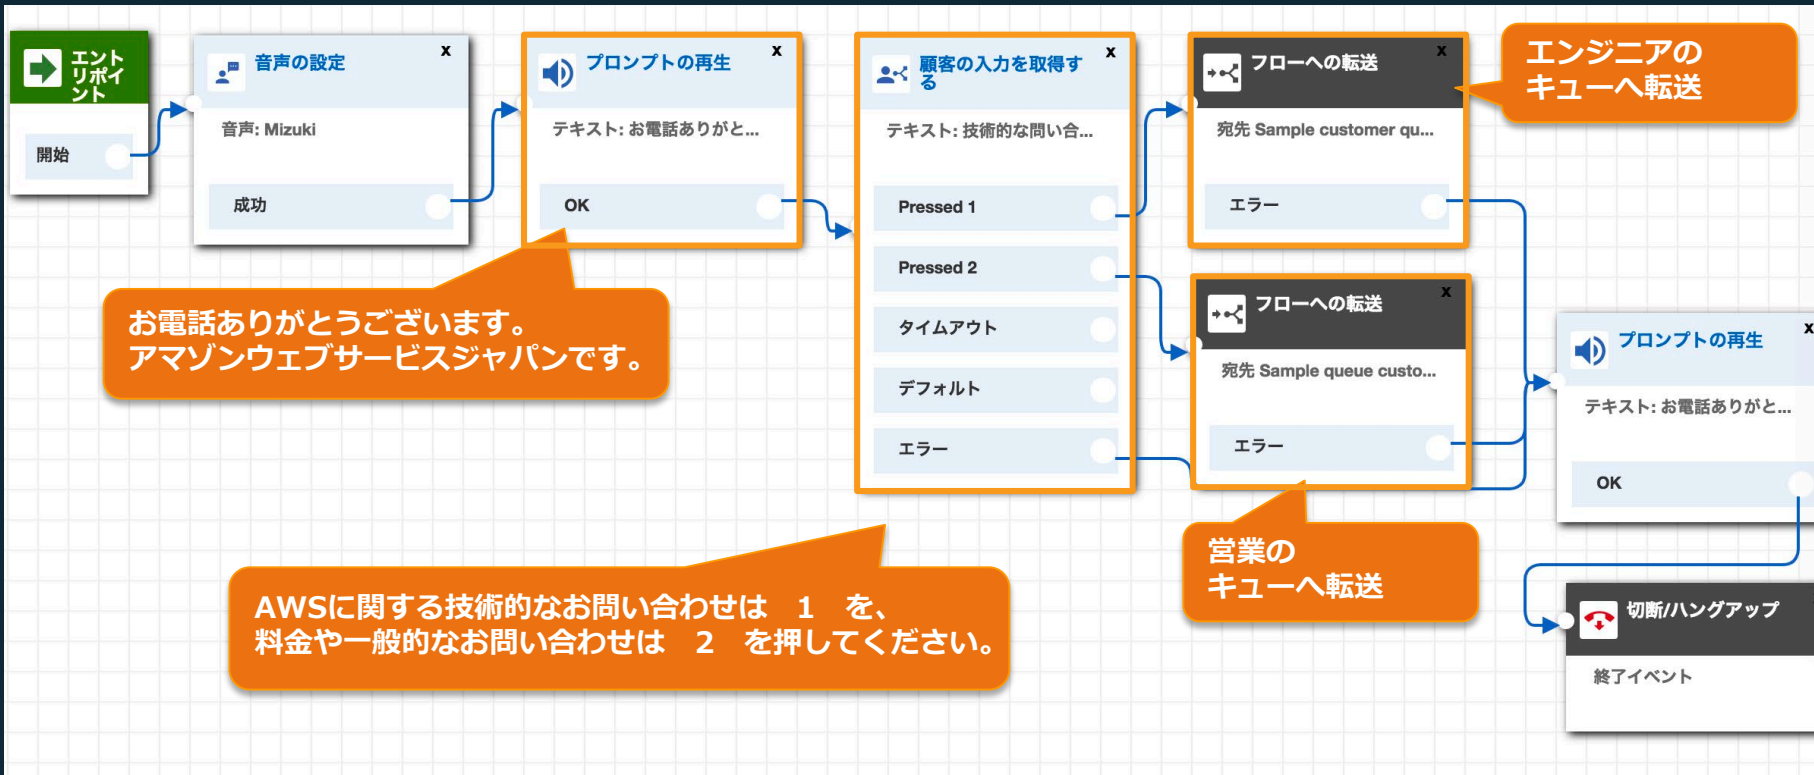 エント
リポイ
ント
開始
音声の設定
x
音声: Mizuki
成功
プロンプトの再生
x
テキスト: お電話ありがと...
OK
顧客の入力を取得す
る
x
テキスト: 技術的な問い合...
Pressed 1
Pressed 2
タイムアウト
デフォルト
エラー
フローへの転送
x
宛先 Sample customer qu...
エラー
エンジニアの
キューへ転送
フローへの転送
x
宛先 Sample queue custo...
エラー
営業の
キューへ転送
プロンプトの再生
x
テキスト: お電話ありがと...
OK
切断/ハングアップ
終了イベント
お電話ありがとうございます。
アマゾンウェブサービスジャパンです。
AWSに関する技術的なお問い合わせは　1　を、
料金や一般的なお問い合わせは　2　を押してください。